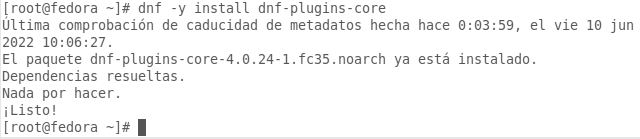 [root@fedora ~]# dnf -y install dnf-plugins-core
Última comprobación de caducidad de metadatos hecha hace 0:03:59, el vie 10 jun
2022 10:06:27.
El paquete dnf-plugins-core-4.0.24-1.fc35.noarch ya está instalado.
Dependencias resueltas.
Nada por hacer.
¡Listo!
[root@fedora ~]#